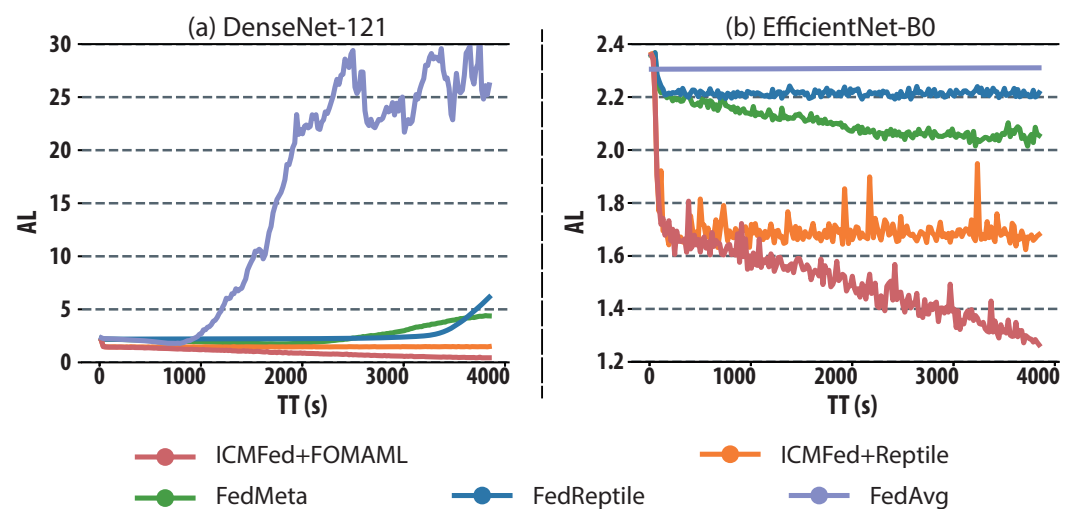 (a) DenseNet-121
30
25
20
15
10
5
0
AL
0 1000 2000 3000 4000
TT (s)
(b) EfficientNet-B0
2.4
2.2
2.0
1.8
1.6
1.4
1.2
AL
0 1000 2000 3000 4000
TT (s)
ICMFed+FOMAML
ICMFed+Reptile
FedMeta
FedReptile
FedAvg